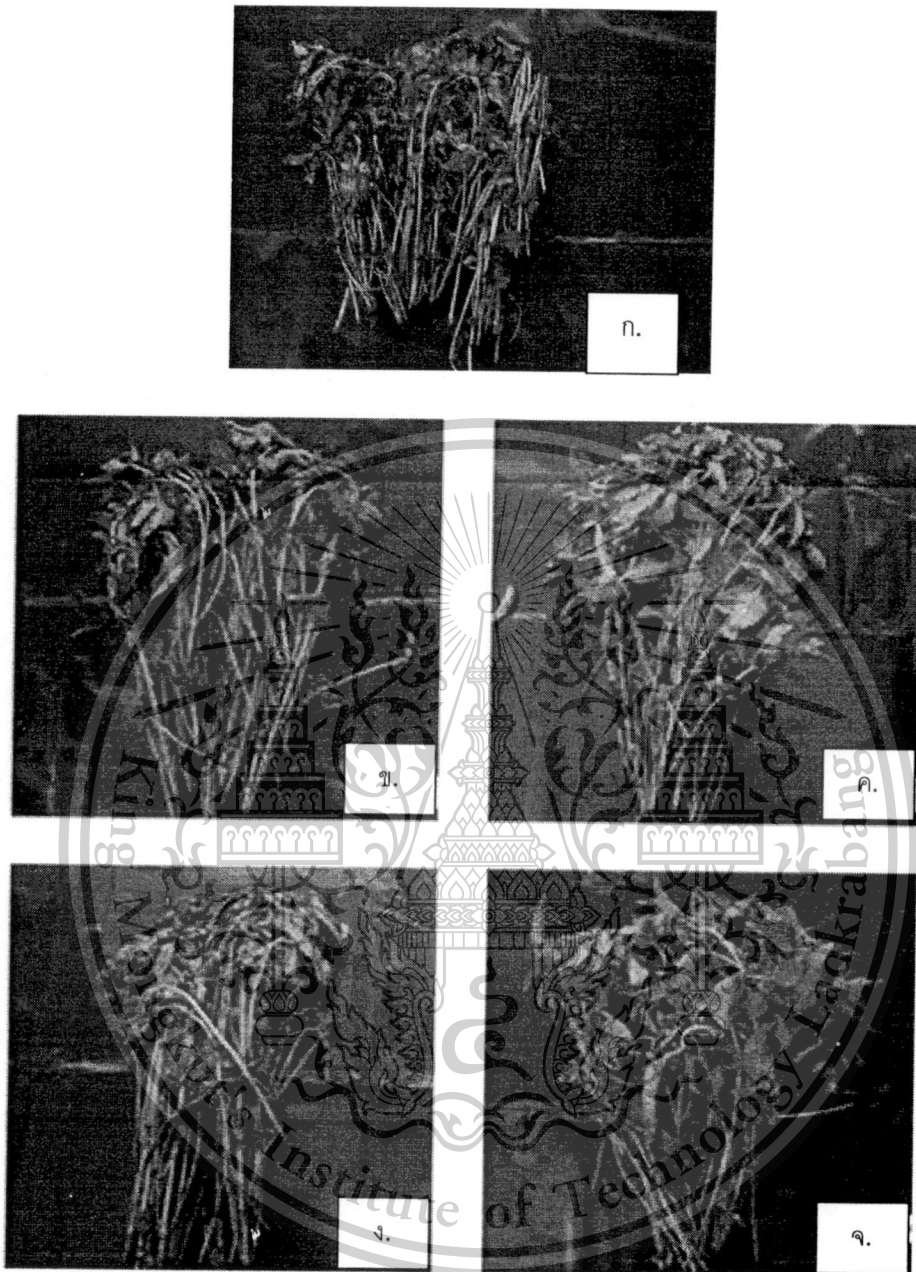 ก.
ข.
ค.
ง.
จ.
King Mongkut's Institute of Technology Ladkrabang